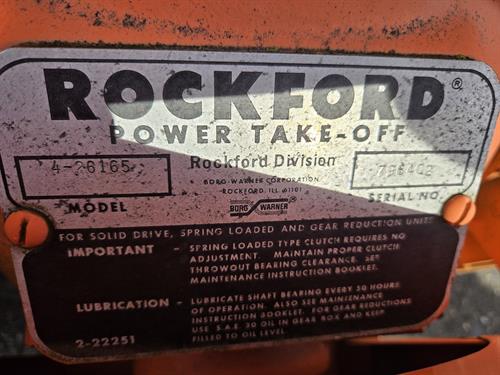 ROCKFORD®
POWER TAKE-OFF
4-26165 Rockford Division 796402
BORG-WARNER CORPORATION
ROCKFORD, ILL. 61101
MODEL BORG WARNER SERIAL NO.
FOR SOLID DRIVE, SPRING LOADED AND GEAR REDUCTION UNITS
IMPORTANT - SPRING LOADED TYPE CLUTCH REQUIRES NO
ADJUSTMENT. MAINTAIN PROPER CLUTCH
THROWOUT BEARING CLEARANCE. SEE
MAINTENANCE INSTRUCTION BOOKLET.
LUBRICATION - LUBRICATE SHAFT BEARING EVERY 50 HOURS
OF OPERATION. ALSO SEE MAINTENANCE
INSTRUCTION BOOKLET. FOR GEAR REDUCTIONS
USE S.A.E. 30 OIL IN GEAR BOX AND KEEP
2-22251 FILLED TO OIL LEVEL